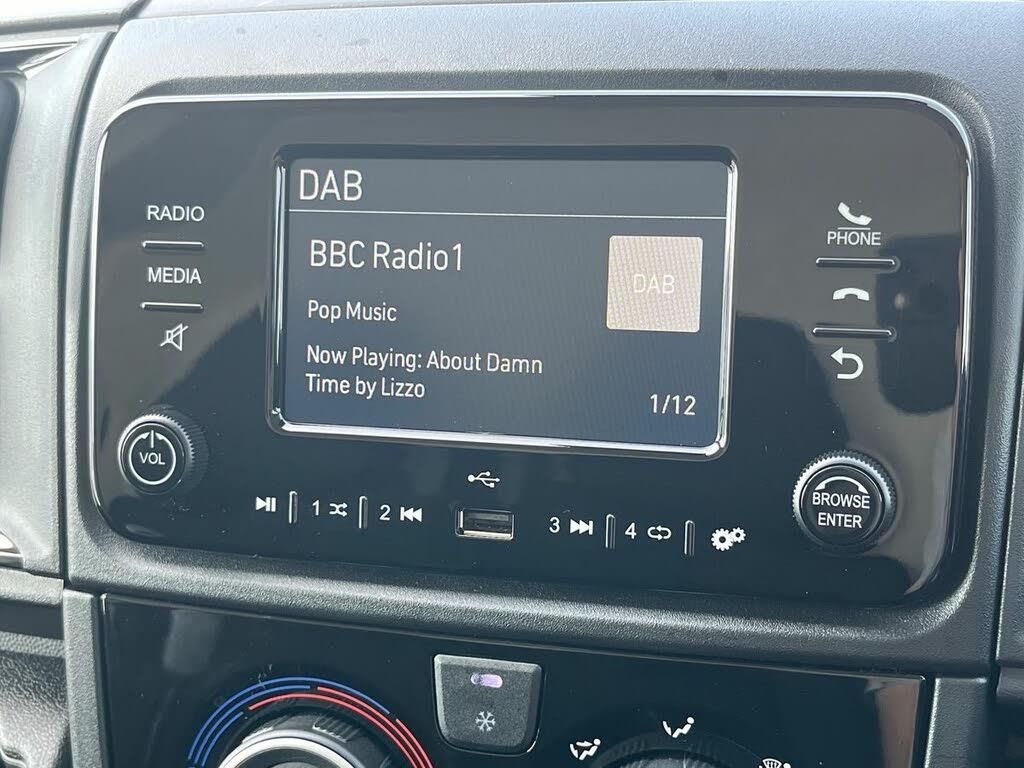 DAB
BBC Radio1
DAB
Pop Music
Now Playing: About Damn
Time by Lizzo
1/12
RADIO
MEDIA
PHONE
VOL
1
2
3
4
BROWSE
ENTER